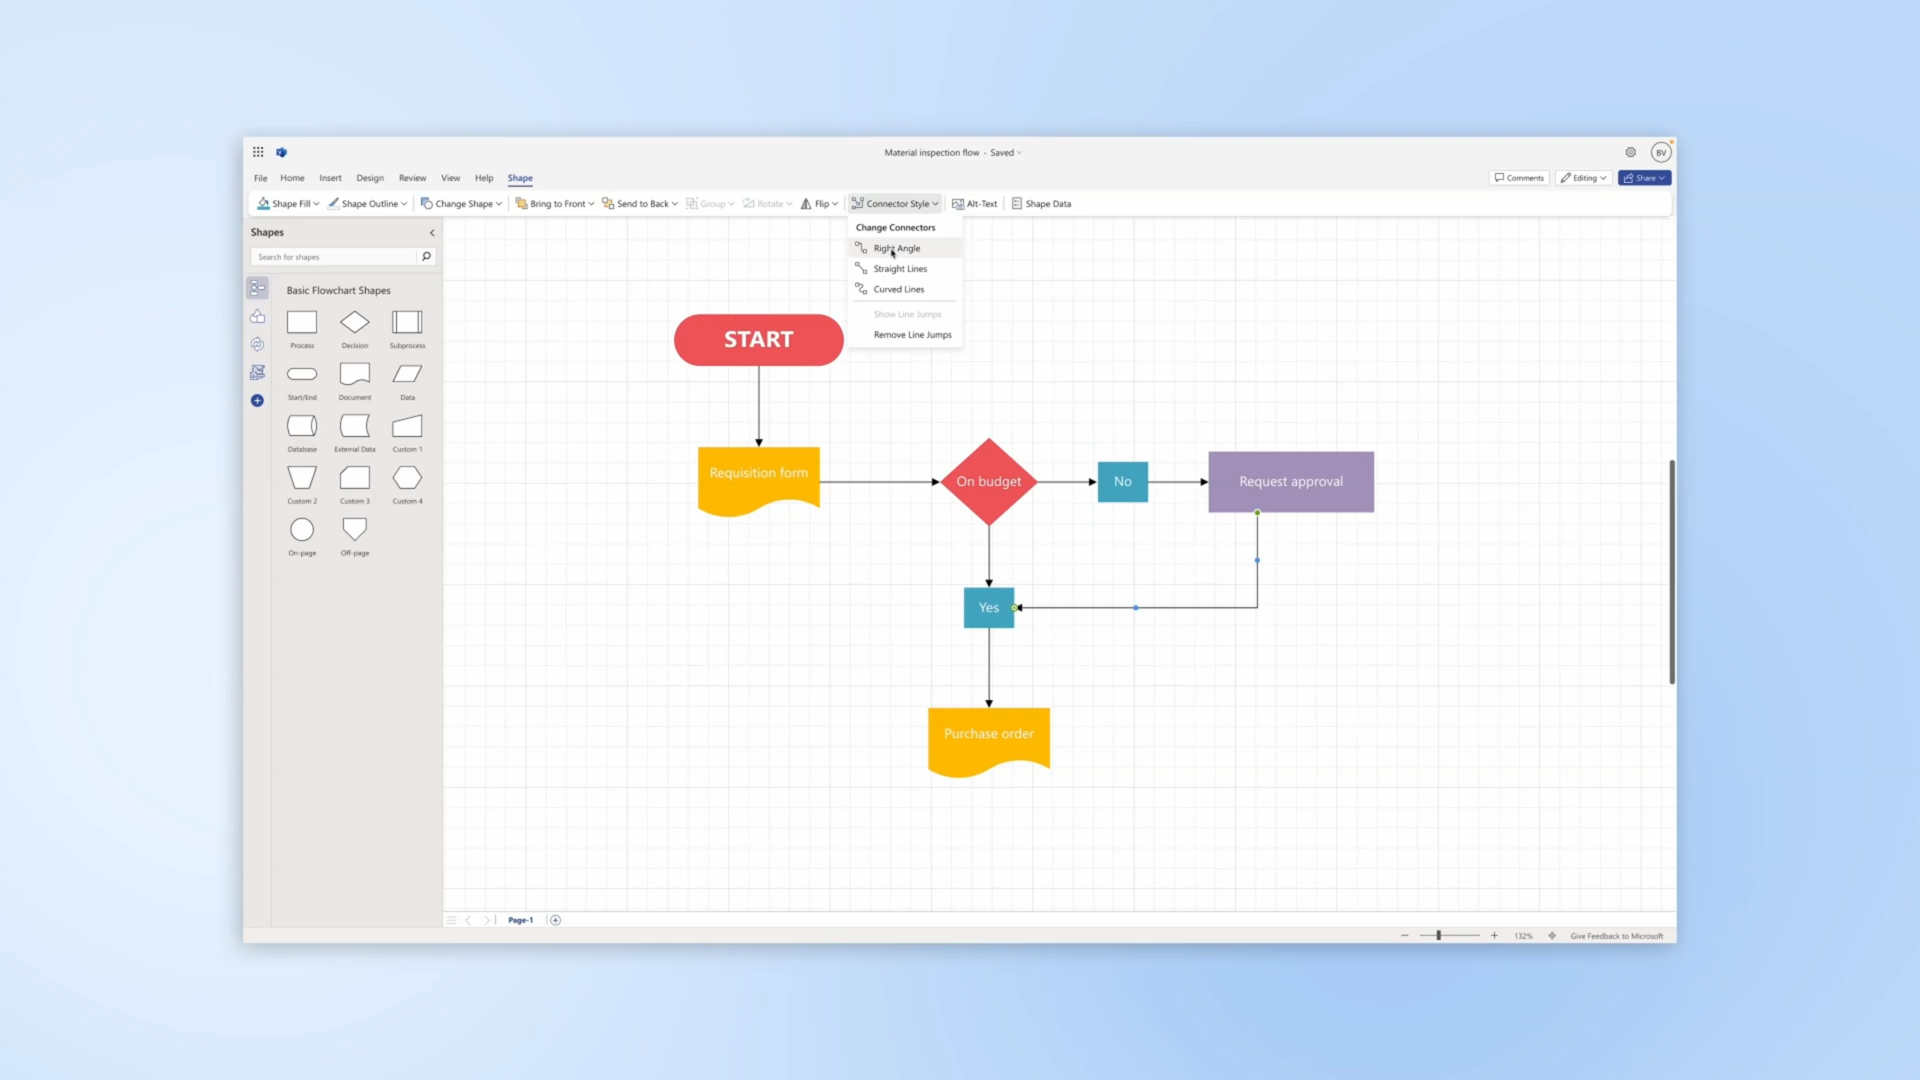 Material inspection flow - Saved
BV
File Home Insert Design Review View Help Shape
Comments Editing Share
Shape Fill Shape Outline Change Shape Bring to Front Send to Back Group Rotate Flip Connector Style Alt-Text Shape Data
Shapes
Search for shapes
Basic Flowchart Shapes
Process Decision Subprocess
Start/End Document Data
Database External Data Custom 1
Custom 2 Custom 3 Custom 4
On-page Off-page
Change Connectors
Right Angle
Straight Lines
Curved Lines
Show Line Jumps
Remove Line Jumps
START
Requisition form
On budget
No
Request approval
Yes
Purchase order
Page-1
132% Give Feedback to Microsoft